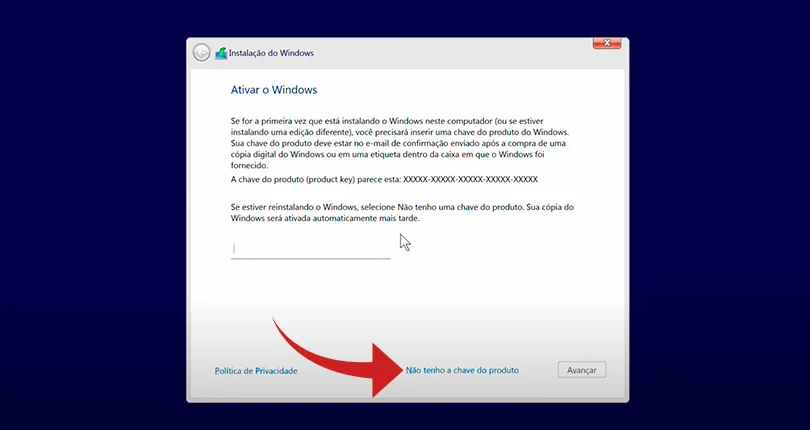 Instalação do Windows
Ativar o Windows
Se for a primeira vez que está instalando o Windows neste computador (ou se estiver
instalando uma edição diferente), você precisará inserir uma chave do produto do Windows.
Sua chave do produto deve estar no e-mail de confirmação enviado após a compra de uma
cópia digital do Windows ou em uma etiqueta dentro da caixa em que o Windows foi
fornecido.
A chave do produto (product key) parece esta: XXXXX-XXXXX-XXXXX-XXXXX-XXXXX
Se estiver reinstalando o Windows, selecione Não tenho uma chave do produto. Sua cópia do
Windows será ativada automaticamente mais tarde.
Política de Privacidade
Não tenho a chave do produto
Avançar